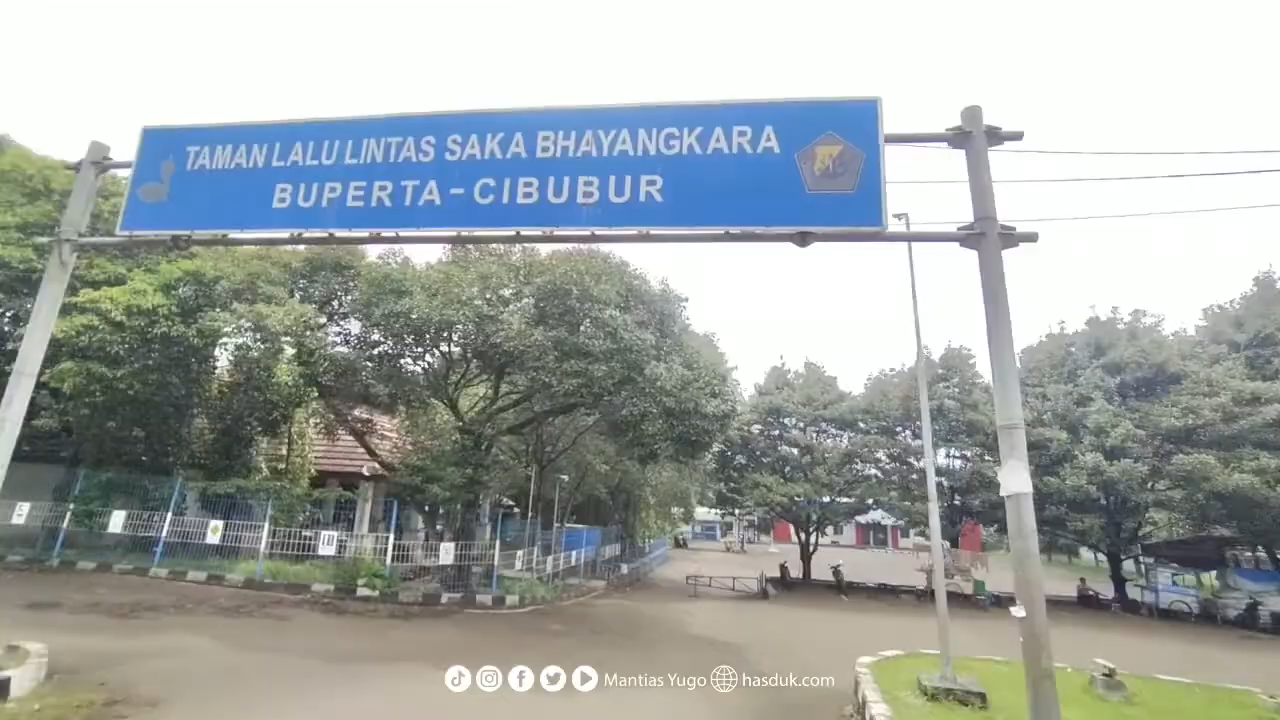 TAMAN LALU LINTAS SAKA BHAYANGKARA
BUPERTA - CIBUBUR
Mantias Yugo hasduk.com